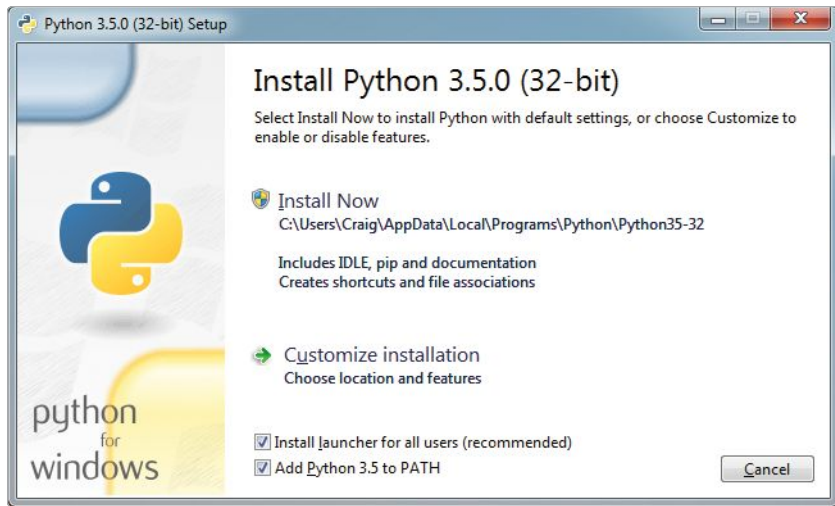 Python 3.5.0 (32-bit) Setup
Install Python 3.5.0 (32-bit)
Select Install Now to install Python with default settings, or choose Customize to
enable or disable features.
Install Now
C:\Users\Craig\AppData\Local\Programs\Python\Python35-32
Includes IDLE, pip and documentation
Creates shortcuts and file associations
Customize installation
Choose location and features
python
for
windows
Install launcher for all users (recommended)
Add Python 3.5 to PATH
Cancel